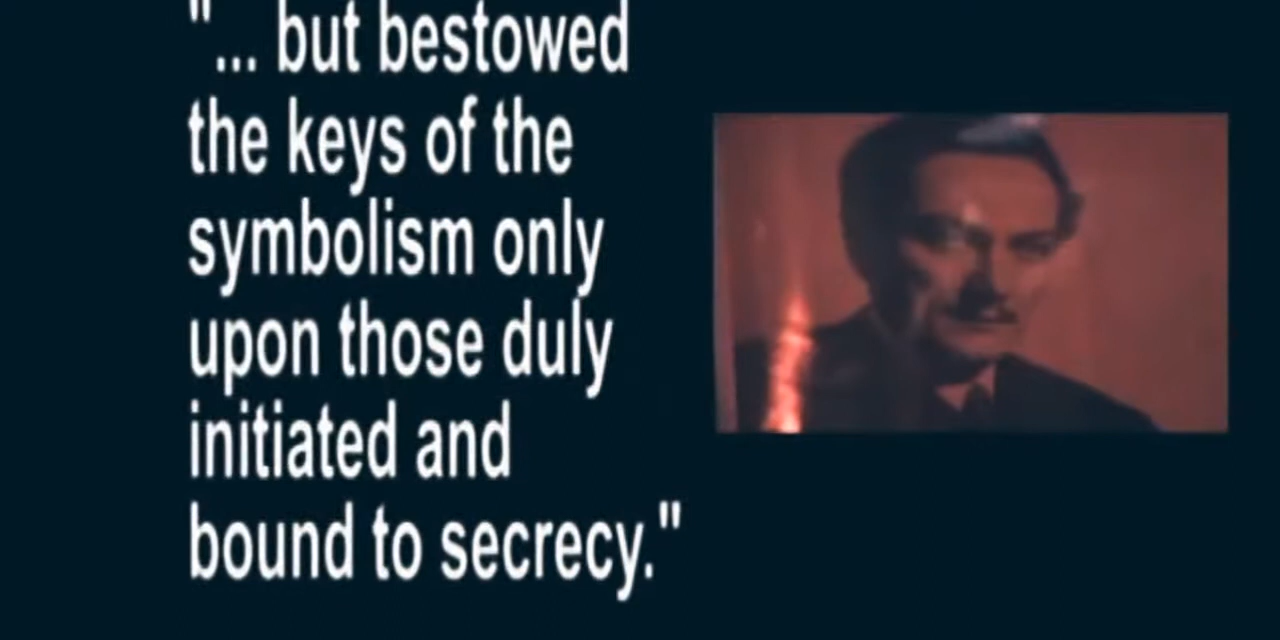 "... but bestowed
the keys of the
symbolism only
upon those duly
initiated and
bound to secrecy."